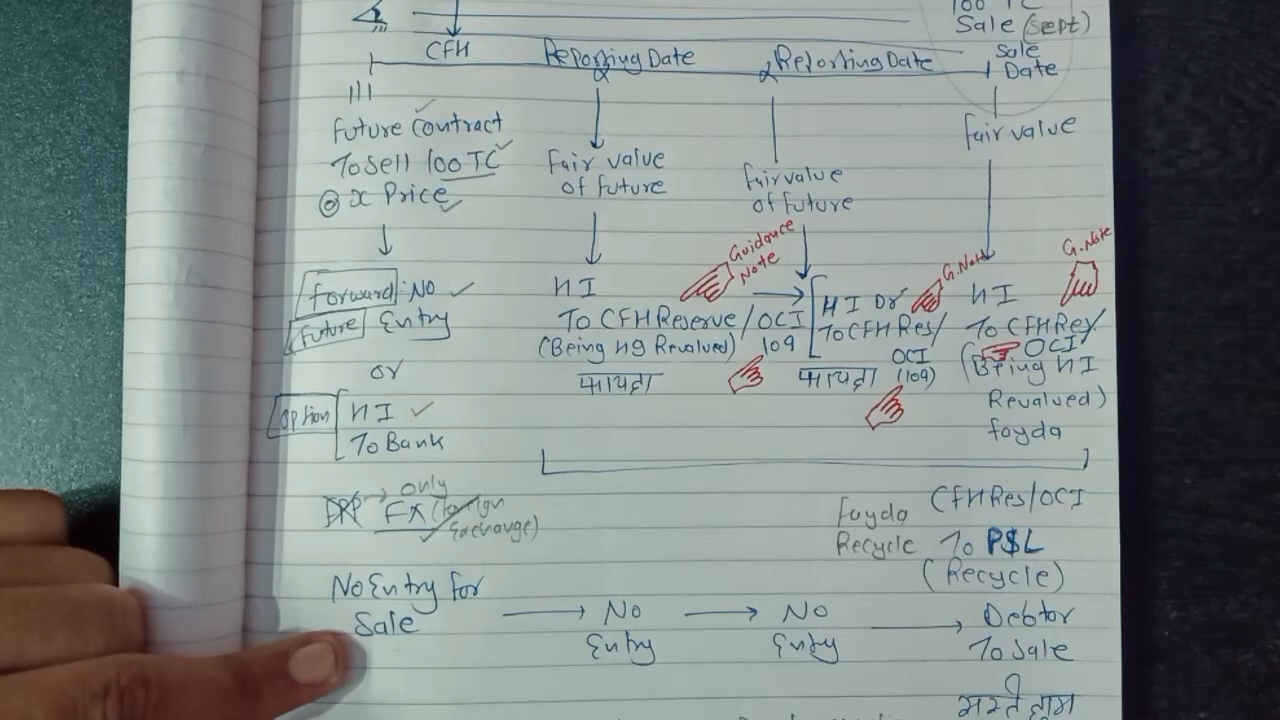 100 TC
Sale (Sept)
CFH
Reporting Date
Reporting Date
Sale
Date
Future Contract
To Sell 100 TC
@ x Price
Fair value
of Future
Fair value
of Future
Fair value
Forward: No
Future Entry
or
Option HI
To Bank
HI
To CFH Reserve / OCI
(Being HI Revalued) 109
फायदा
Guidance
Note
HI Dr
To CFH Res/
OCI
फायदा (109)
G. Note
HI
To CFH Res/
OCI
(Being HI
Revalued)
foyda
G. Note
only
FX (Foreign
Exchange)
Foyda
Recycle
CFH Res/OCI
To P&L
(Recycle)
No Entry for
Sale
No
Entry
No
Entry
Debtor
To Sale